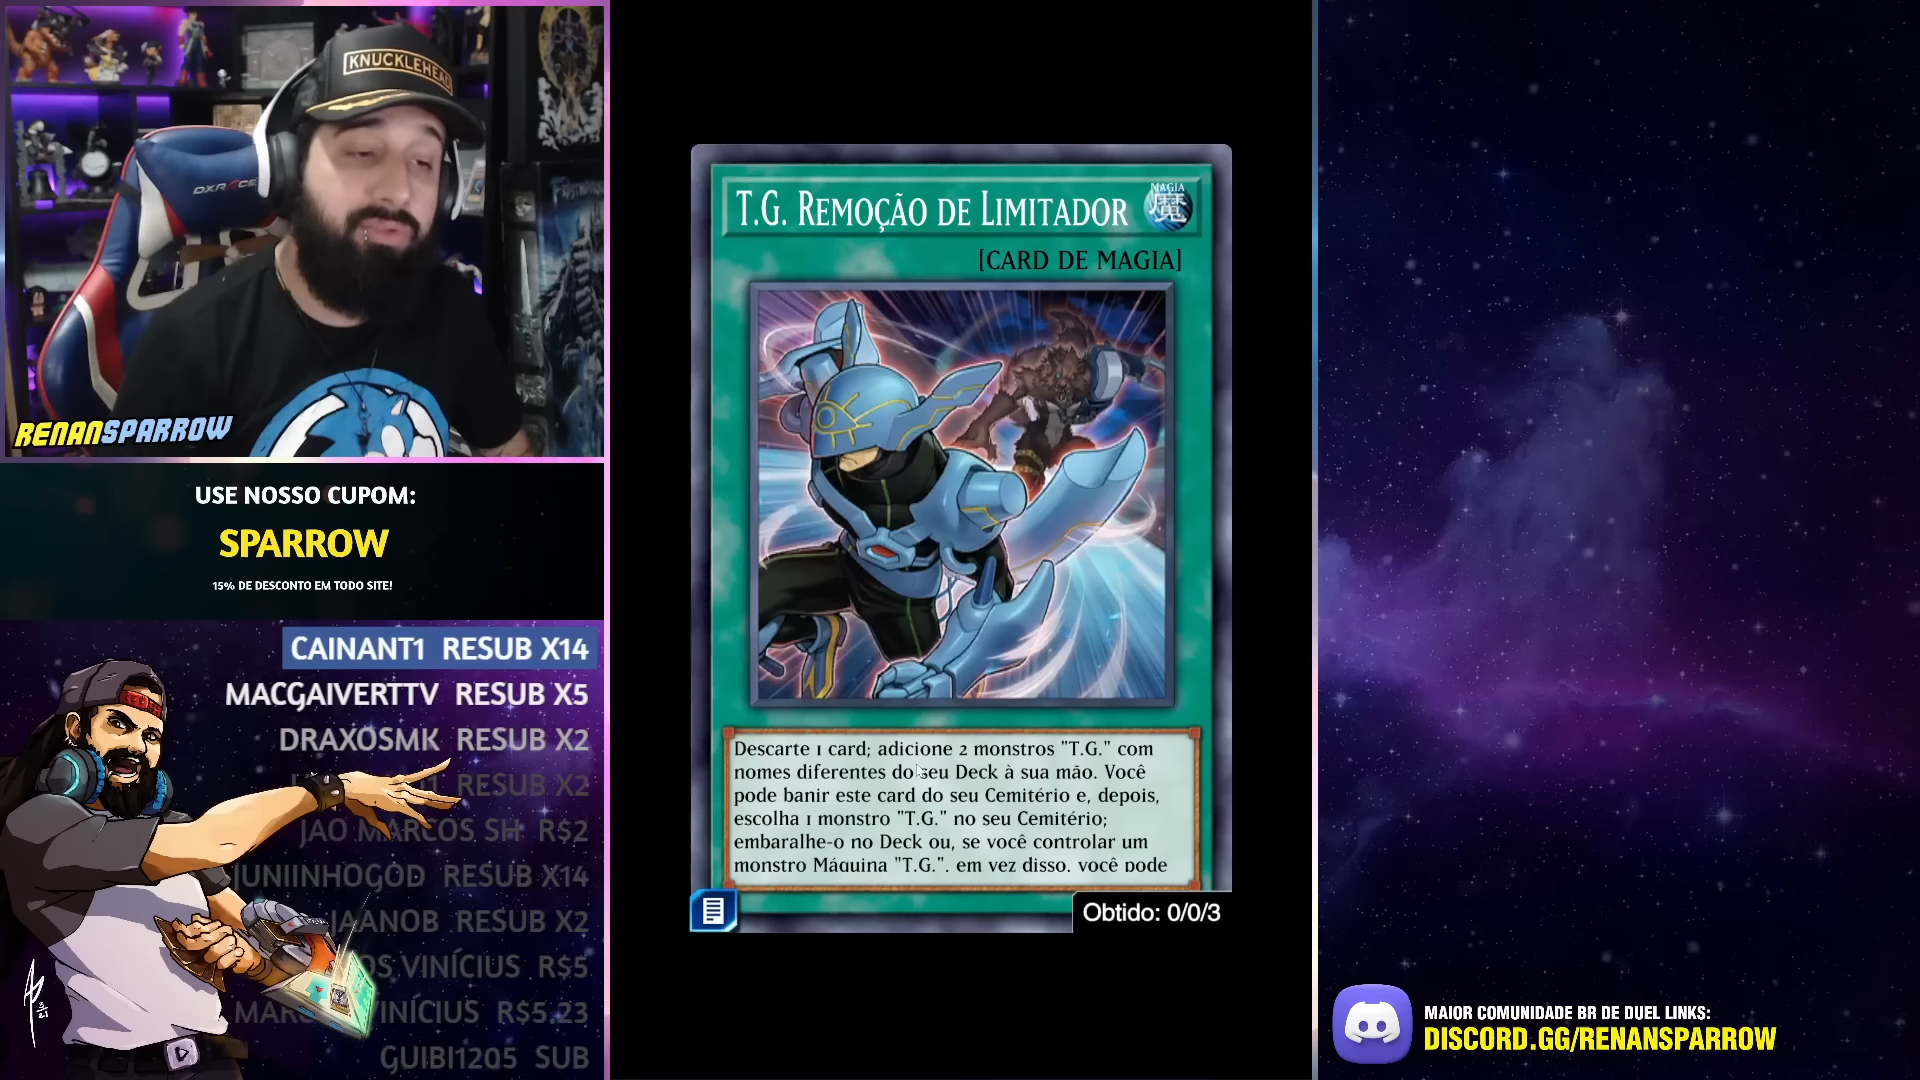 KNUCKLEHEAD
DXRACE
RENANSPARROW
USE NOSSO CUPOM:
SPARROW
15% DE DESCONTO EM TODO SITE!
CAINANT1 RESUB X14
MACGAIVERTTV RESUB X5
DRAXOSMK RESUB X2
RESUB X2
JAO MARCOS SH R$2
JUNIINHOGOD RESUB X14
JAANOB RESUB X2
OS VINÍCIUS R$5
VINÍCIUS R$5.23
GUIBI1205 SUB
T.G. REMOÇÃO DE LIMITADOR
MAGIA
魔
[CARD DE MAGIA]
Descarte 1 card; adicione 2 monstros "T.G." com
nomes diferentes do seu Deck à sua mão. Você
pode banir este card do seu Cemitério e, depois,
escolha 1 monstro "T.G." no seu Cemitério;
embaralhe-o no Deck ou, se você controlar um
monstro Máquina "T.G.", em vez disso, você pode
Obtido: 0/0/3
MAIOR COMUNIDADE BR DE DUEL LINKS:
DISCORD.GG/RENANSPARROW